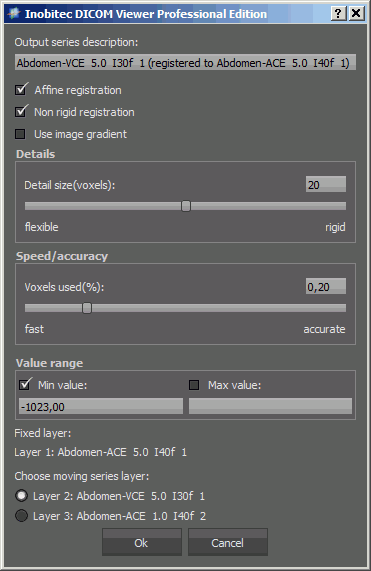 Inobitec DICOM Viewer Professional Edition
Output series description:
Abdomen-VCE 5.0 I30f 1 (registered to Abdomen-ACE 5.0 I40f 1)
Affine registration
Non rigid registration
Use image gradient
Details
Detail size(voxels): 20
flexible rigid
Speed/accuracy
Voxels used(%): 0,20
fast accurate
Value range
Min value: Max value:
-1023,00
Fixed layer:
Layer 1: Abdomen-ACE 5.0 I40f 1
Choose moving series layer:
Layer 2: Abdomen-VCE 5.0 I30f 1
Layer 3: Abdomen-ACE 1.0 I40f 2
Ok Cancel